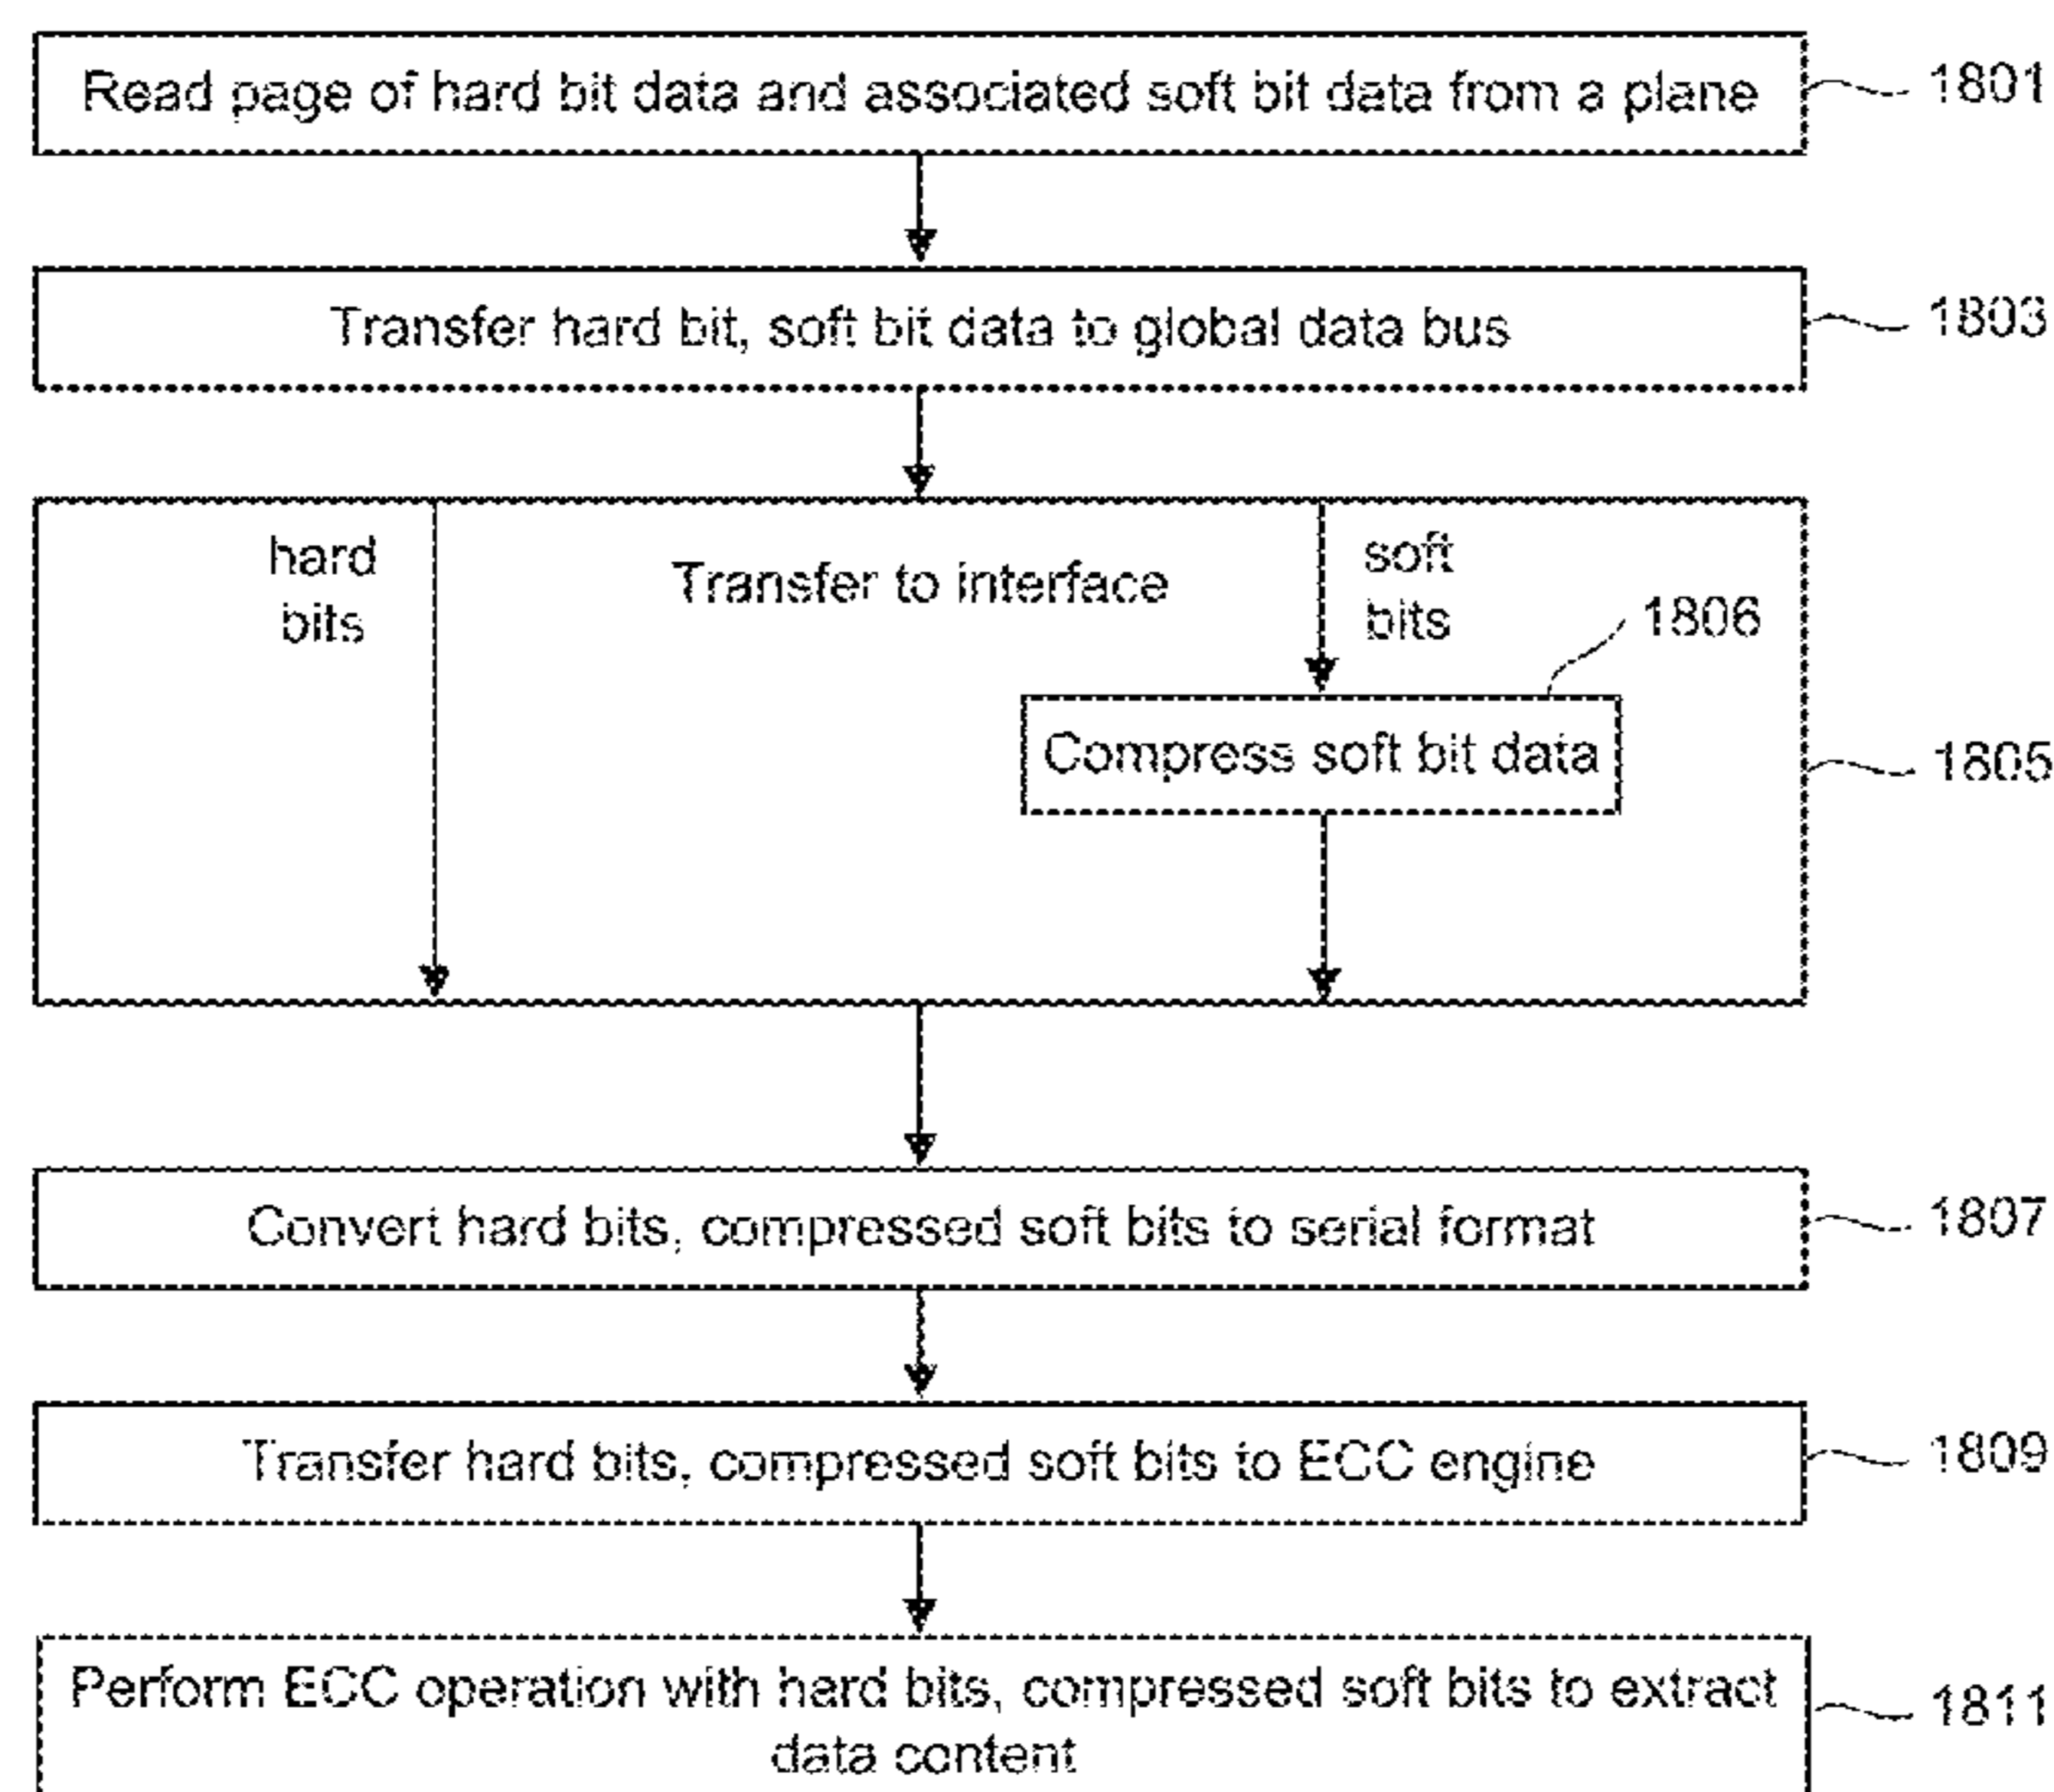 Read page of hard bit data and associated soft bit data from a plane
1801
Transfer hard bit, soft bit data to global data bus
1803
hard
bits
Transfer to interface
soft
bits
1806
Compress soft bit data
1805
Convert hard bits, compressed soft bits to serial format
1807
Transfer hard bits, compressed soft bits to ECC engine
1809
Perform ECC operation with hard bits, compressed soft bits to extract
data content
1811